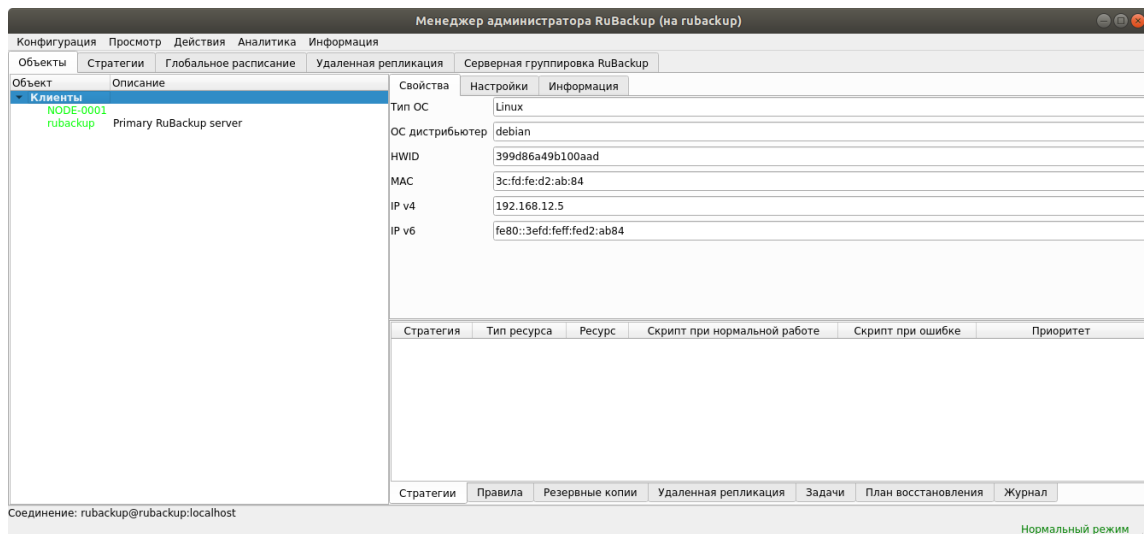 Менеджер администратора RuBackup (на rubackup)
Конфигурация Просмотр Действия Аналитика Информация
Объекты Стратегии Глобальное расписание Удаленная репликация Серверная группировка RuBackup
Объект Описание
Клиенты
NODE-0001
rubackup Primary RuBackup server
Свойства Настройки Информация
Тип ОС Linux
ОС дистрибьютер debian
HWID 399d86a49b100aad
MAC 3c:fd:fe:d2:ab:84
IP v4 192.168.12.5
IP v6 fe80::3efd:feff:fed2:ab84
Стратегия Тип ресурса Ресурс Скрипт при нормальной работе Скрипт при ошибке Приоритет
Стратегии Правила Резервные копии Удаленная репликация Задачи План восстановления Журнал
Соединение: rubackup@rubackup:localhost
Нормальный режим